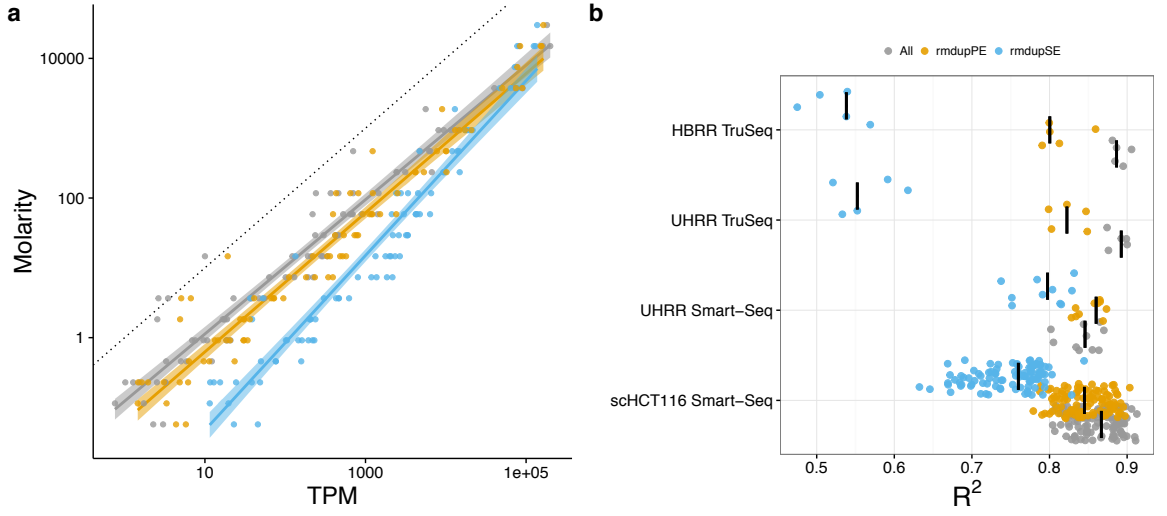 a
Molarity
10000
100
1
10
1000
1e+05
TPM
b
All rmdupPE rmdupSE
HBRR TruSeq
UHRR TruSeq
UHRR Smart−Seq
scHCT116 Smart−Seq
0.5 0.6 0.7 0.8 0.9
R²